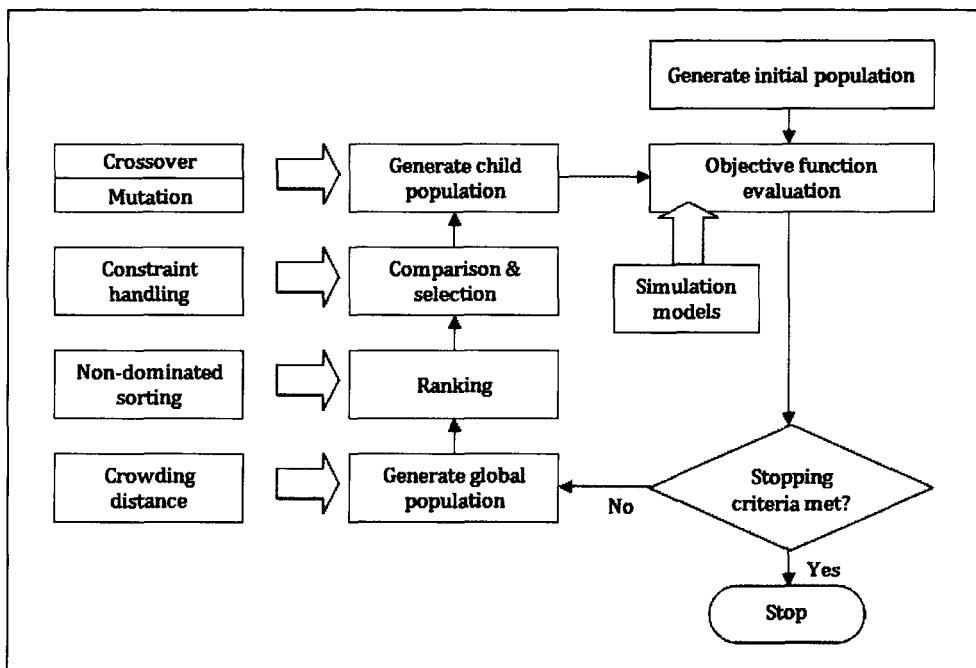 Generate initial population
Crossover
Mutation
Generate child
population
Objective function
evaluation
Constraint
handling
Comparison &
selection
Simulation
models
Non-dominated
sorting
Ranking
Crowding
distance
Generate global
population
No
Stopping
criteria met?
Yes
Stop